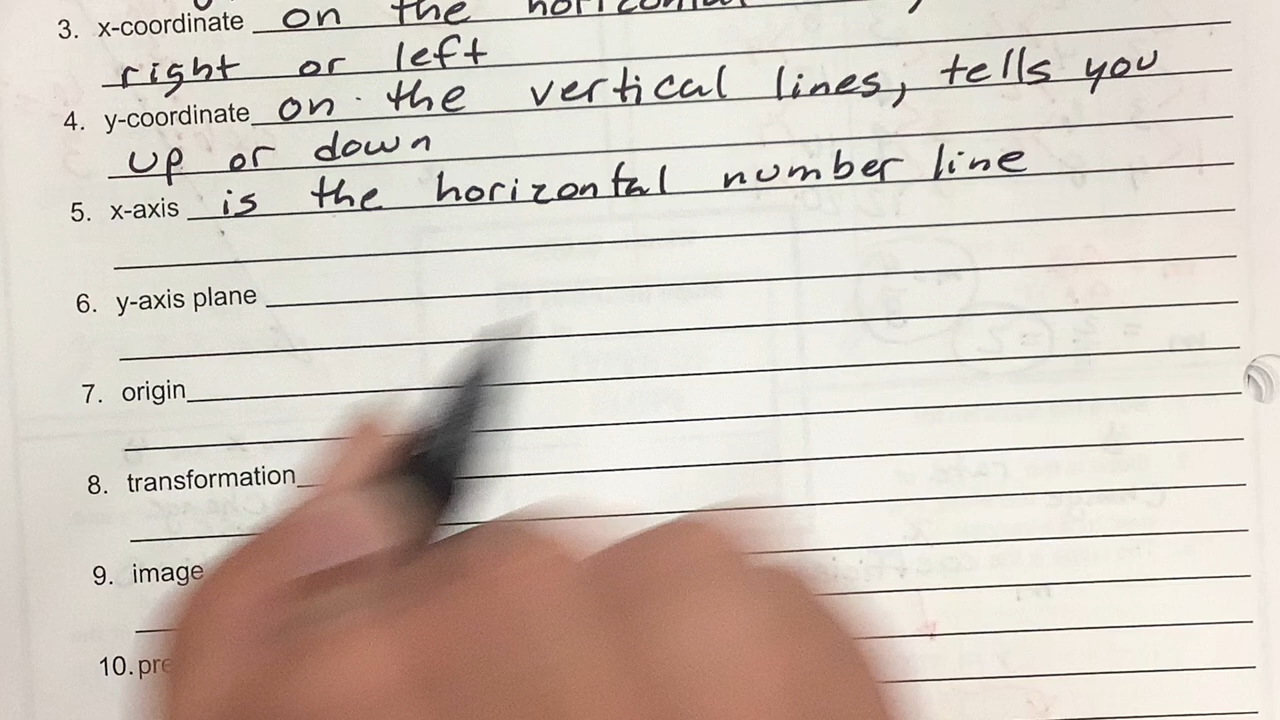 3. x-coordinate on the
right or left
4. y-coordinate on the vertical lines, tells you
up or down
5. x-axis is the horizontal number line
6. y-axis plane
7. origin
8. transformation
9. image
10.